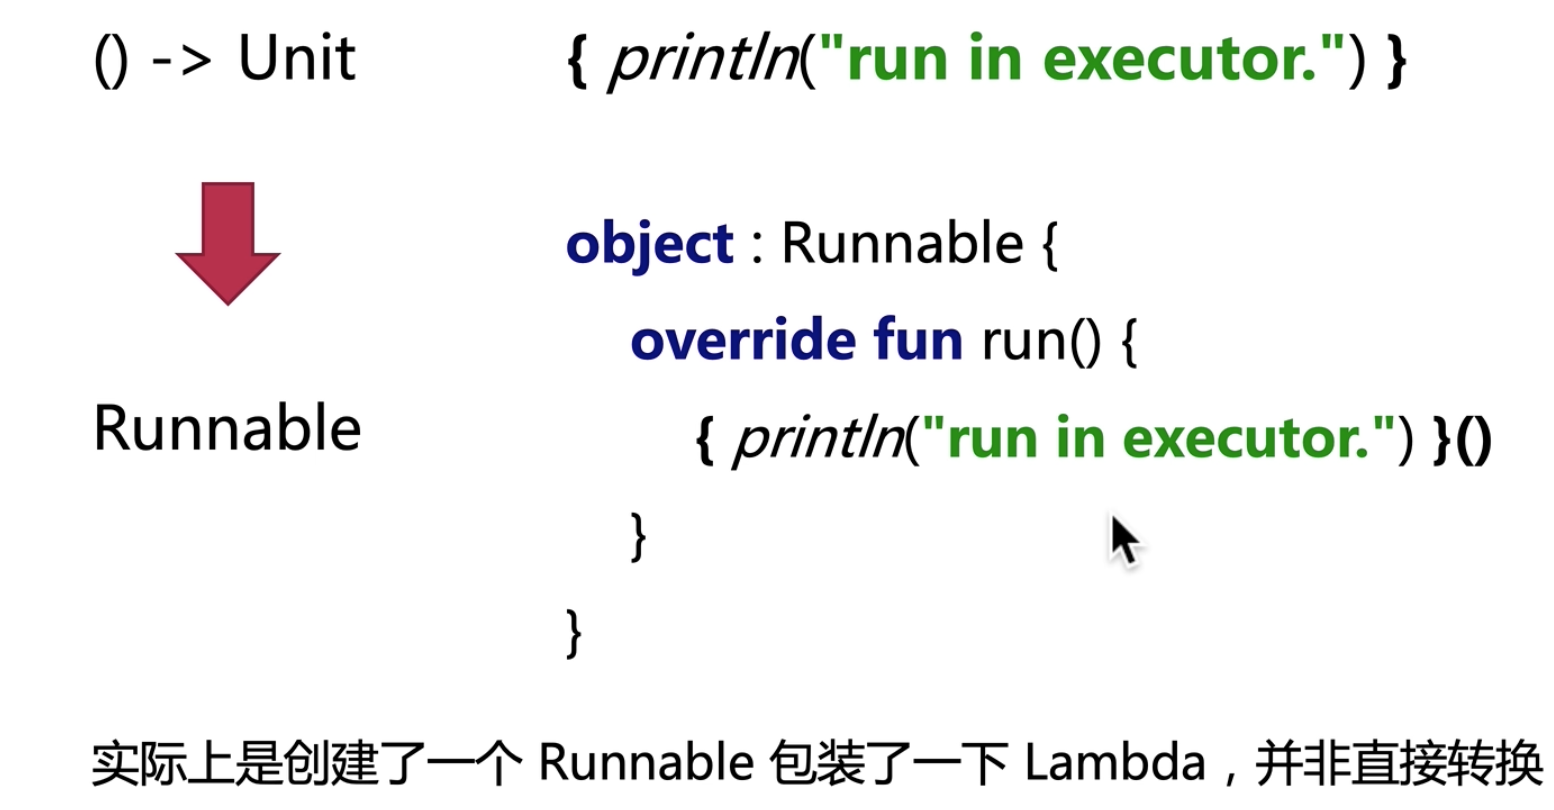 () -> Unit { println("run in executor.") }
object : Runnable {
override fun run() {
Runnable { println("run in executor.") }()
}
}
实际上是创建了一个 Runnable 包装了一下 Lambda，并非直接转换